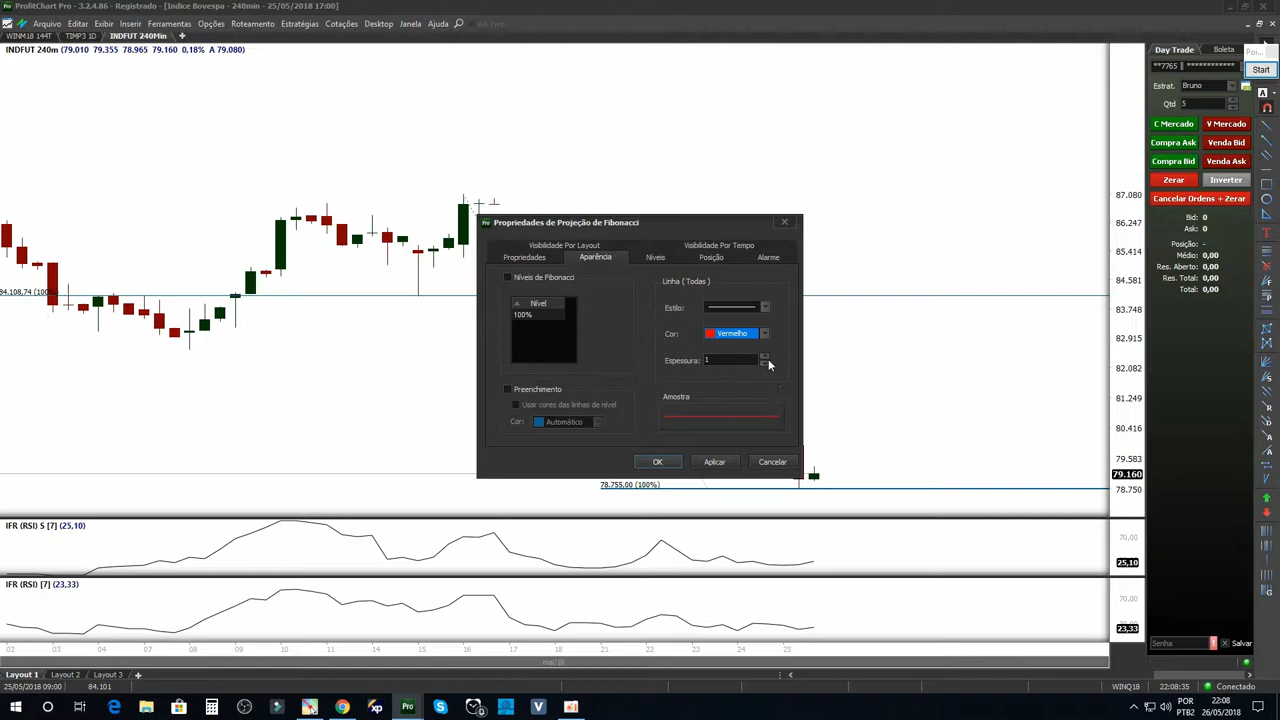 ProfitChart Pro - 3.2.4.86 - Registrado - [Indice Bovespa - 240min - 25/05/2018 17:00]
Arquivo Editar Exibir Inserir Ferramentas Opções Roteamento Estratégias Cotações Desktop Janela Ajuda Ao Vivo
WINM18 144T TIMP3 1D INDFUT 240Min
INDFUT 240m (79.010 79.355 78.965 79.160 0,18% A 79.080)
84.108,74 (100%)
Propriedades de Projeção de Fibonacci
Visibilidade Por Layout Visibilidade Por Tempo
Propriedades Aparência Níveis Posição Alarme
Níveis de Fibonacci
Nível
100%
Preenchimento
Usar cores das linhas de nível
Cor: Automático
Linha ( Todas )
Estilo:
Cor: Vermelho
Espessura: 1
Amostra
OK Aplicar Cancelar
78.755,00 (100%)
87.080
86.247
85.414
84.581
83.748
82.915
82.082
81.249
80.416
79.583
79.160
78.750
IFR (RSI) S [7] (25,10)
70,00
25,10
IFR (RSI) [7] (23,33)
70,00
23,33
02 03 04 07 08 09 10 11 14 15 16 17 18 21 22 23 24 25
mai/18
Layout 1 Layout 2 Layout 3
25/05/2018 09:00 84.101
Day Trade Boleta
**7765 ************
Start
Estrat. Bruno
Qtd 5
C Mercado V Mercado
Compra Ask Venda Bid
Compra Bid Venda Ask
Zerar Inverter
Cancelar Ordens + Zerar
Bid: 0
Ask: 0
Posição: -
Médio: 0,00
Res. Aberto: 0,00
Res. Total: 0,00
Total: 0,00
Senha Salvar
WINQ18 Conectado
22:08:35
POR
PTB2
22:08
26/05/2018